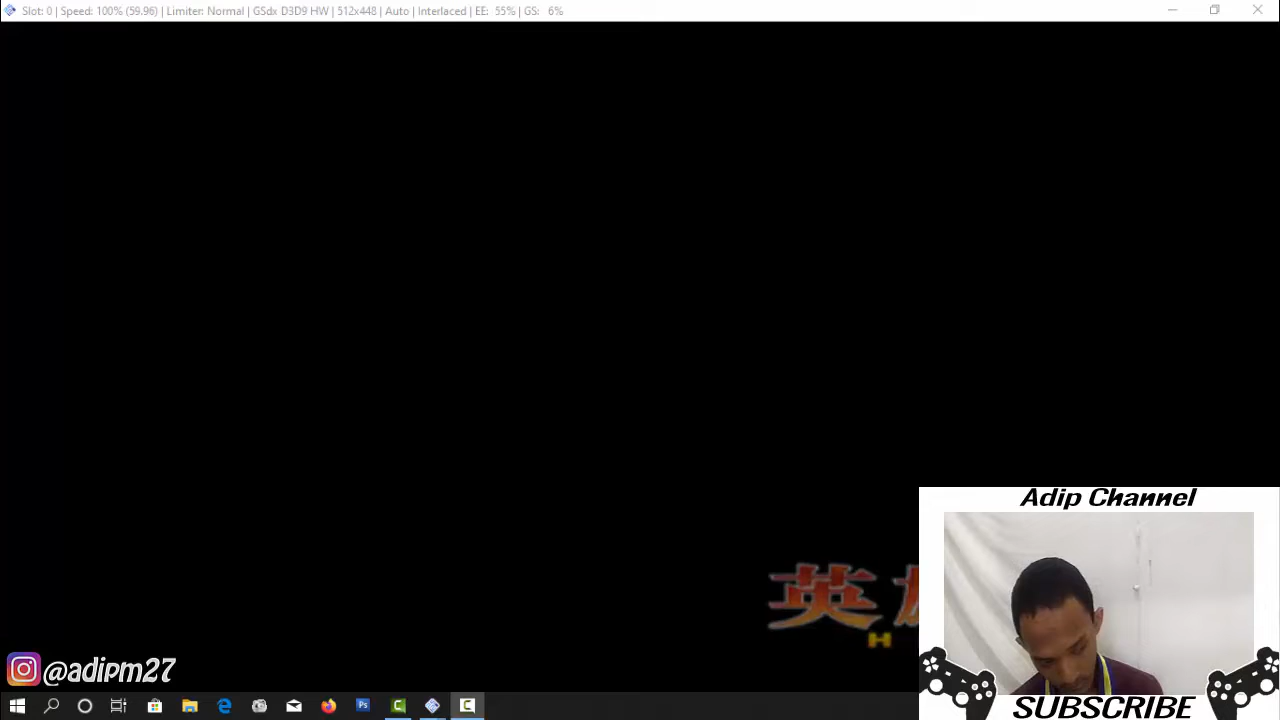 Slot: 0 | Speed: 100% (59.96) | Limiter: Normal | GSdx D3D9 HW | 512x448 | Auto | Interlaced | EE: 55% | GS: 6%
Adip Channel
英
H
@adipm27
Ps
SUBSCRIBE